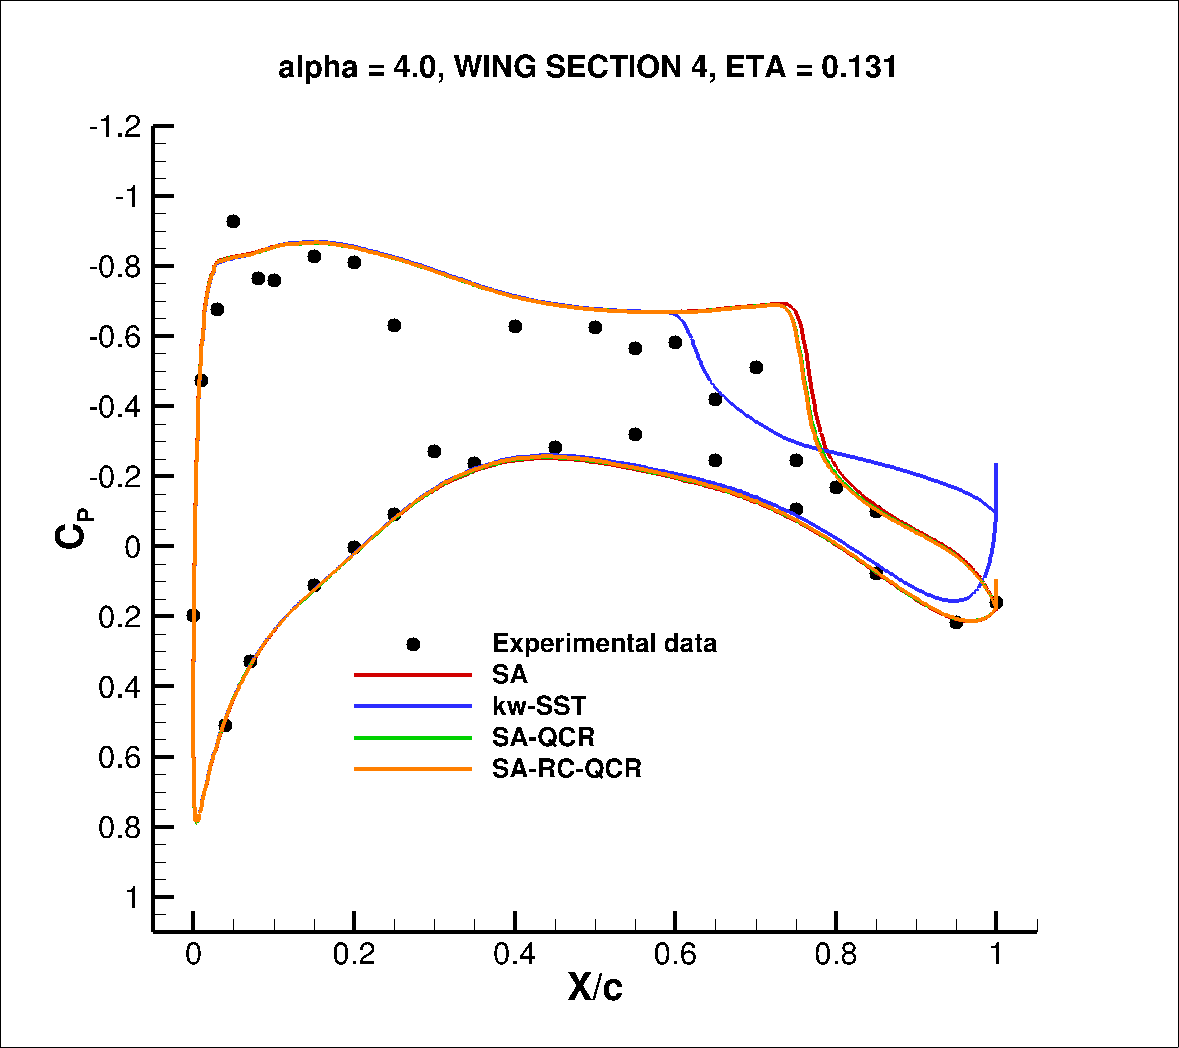 alpha = 4.0, WING SECTION 4, ETA = 0.131
-1.2
-1
-0.8
-0.6
-0.4
-0.2
0
0.2
0.4
0.6
0.8
1
CP
Experimental data
SA
kw-SST
SA-QCR
SA-RC-QCR
0 0.2 0.4 0.6 0.8 1
X/c